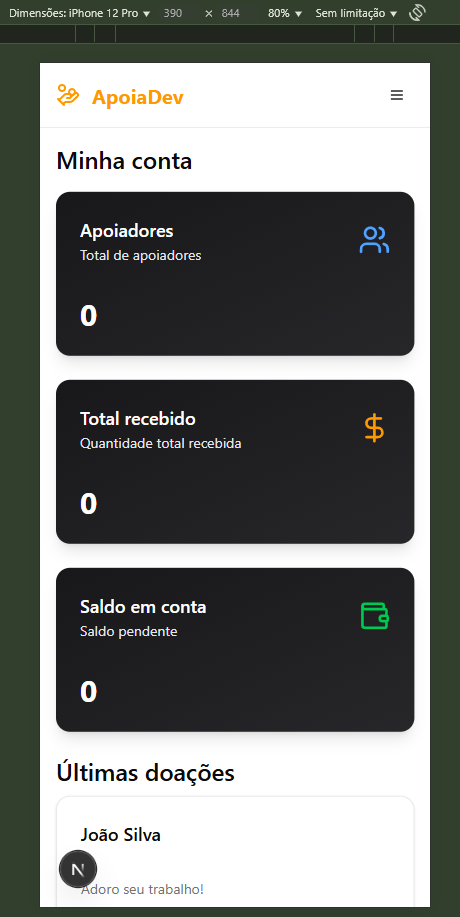 Dimensões: iPhone 12 Pro ▼ 390 × 844 80% ▼ Sem limitação ▼
ApoiaDev
Minha conta
Apoiadores
Total de apoiadores
0
Total recebido
Quantidade total recebida
0
Saldo em conta
Saldo pendente
0
Últimas doações
João Silva
N
Adoro seu trabalho!